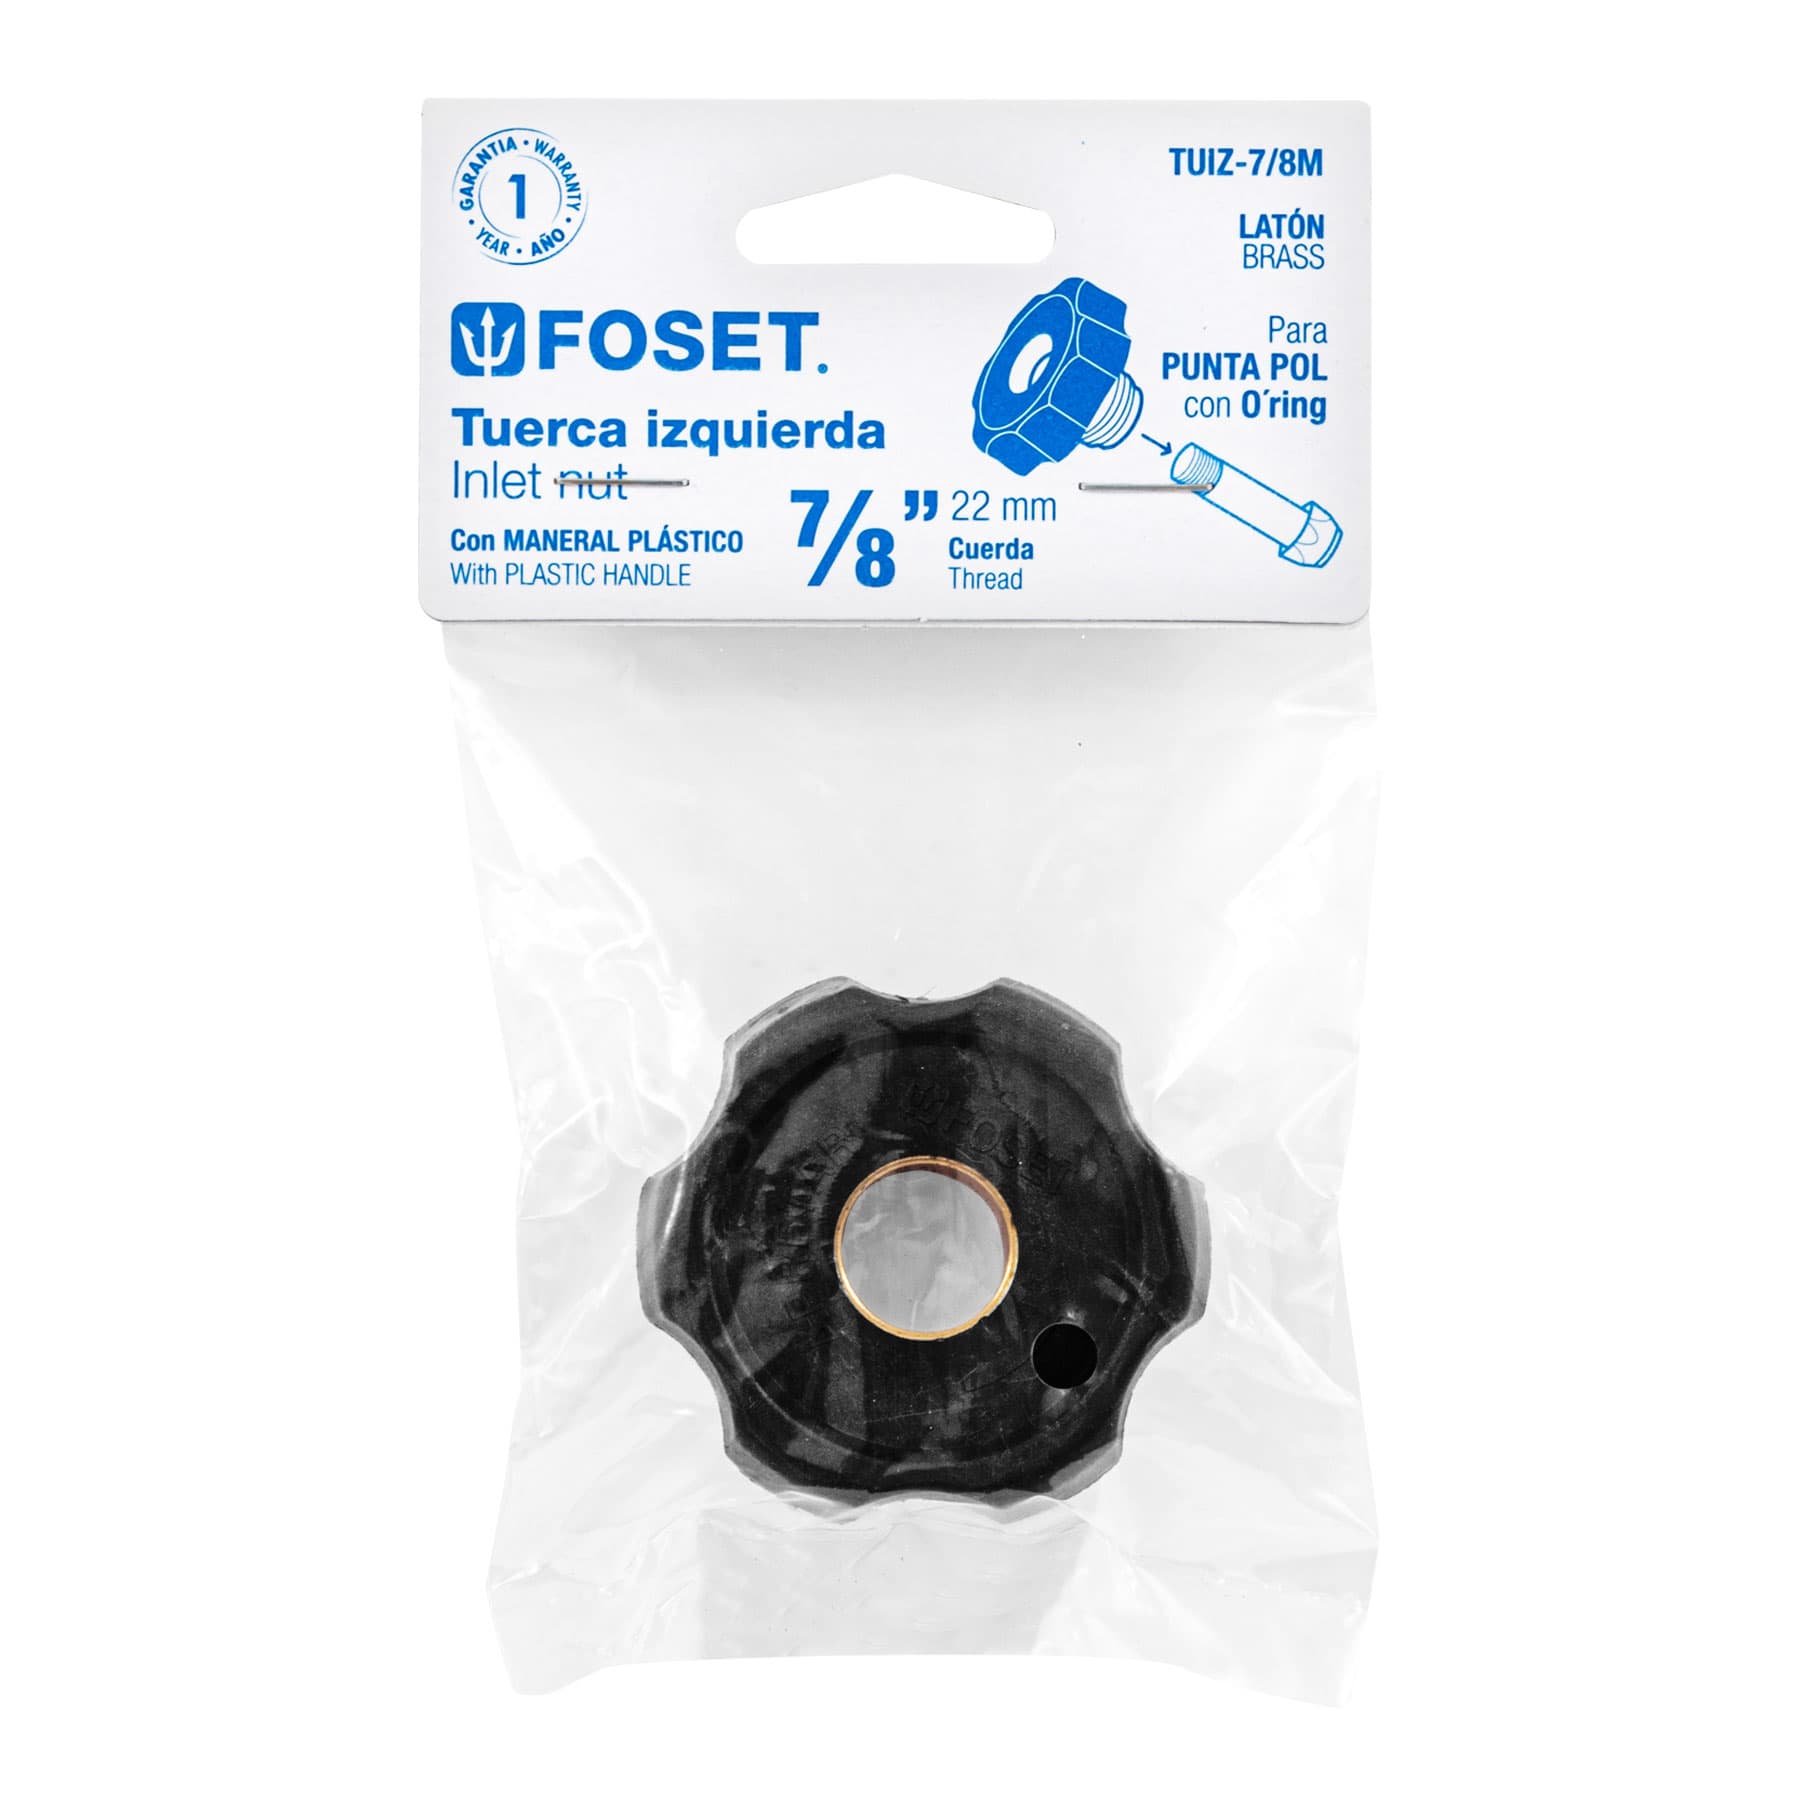 GARANTIA • WARRANTY
1
YEAR • AÑO
TUIZ-7/8M
LATÓN
BRASS
FOSET®
Para
PUNTA POL
con O´ring
Tuerca izquierda
Inlet nut
Con MANERAL PLÁSTICO
With PLASTIC HANDLE
7/8” 22 mm
Cuerda
Thread
FOSET